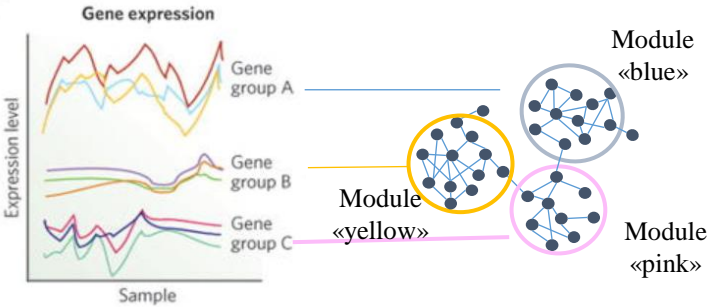 Gene expression
Expression level
Gene
group A
Gene
group B
Gene
group C
Sample
Module
«blue»
Module
«yellow»
Module
«pink»